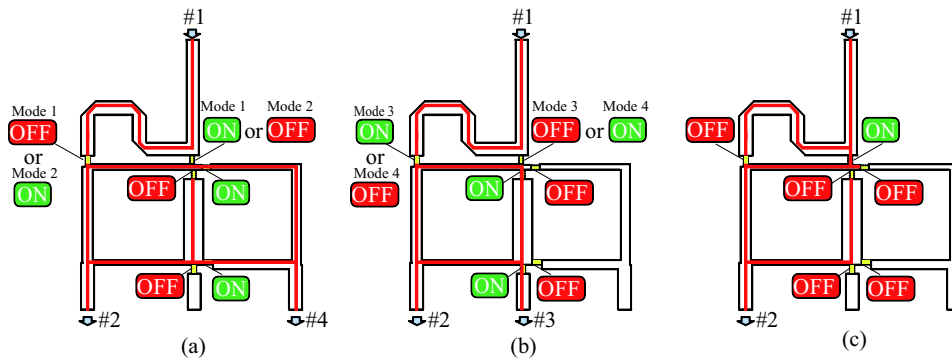 #1
#1
#1
Mode 1
OFF
or
Mode 2
ON
Mode 1
Mode 2
ON or OFF
OFF
ON
OFF
ON
#2
#4
(a)
Mode 3
ON
or
OFF
Mode 4
Mode 3
Mode 4
OFF or ON
ON
OFF
ON
OFF
#2
#3
(b)
OFF
ON
OFF
OFF
OFF
OFF
#2
(c)